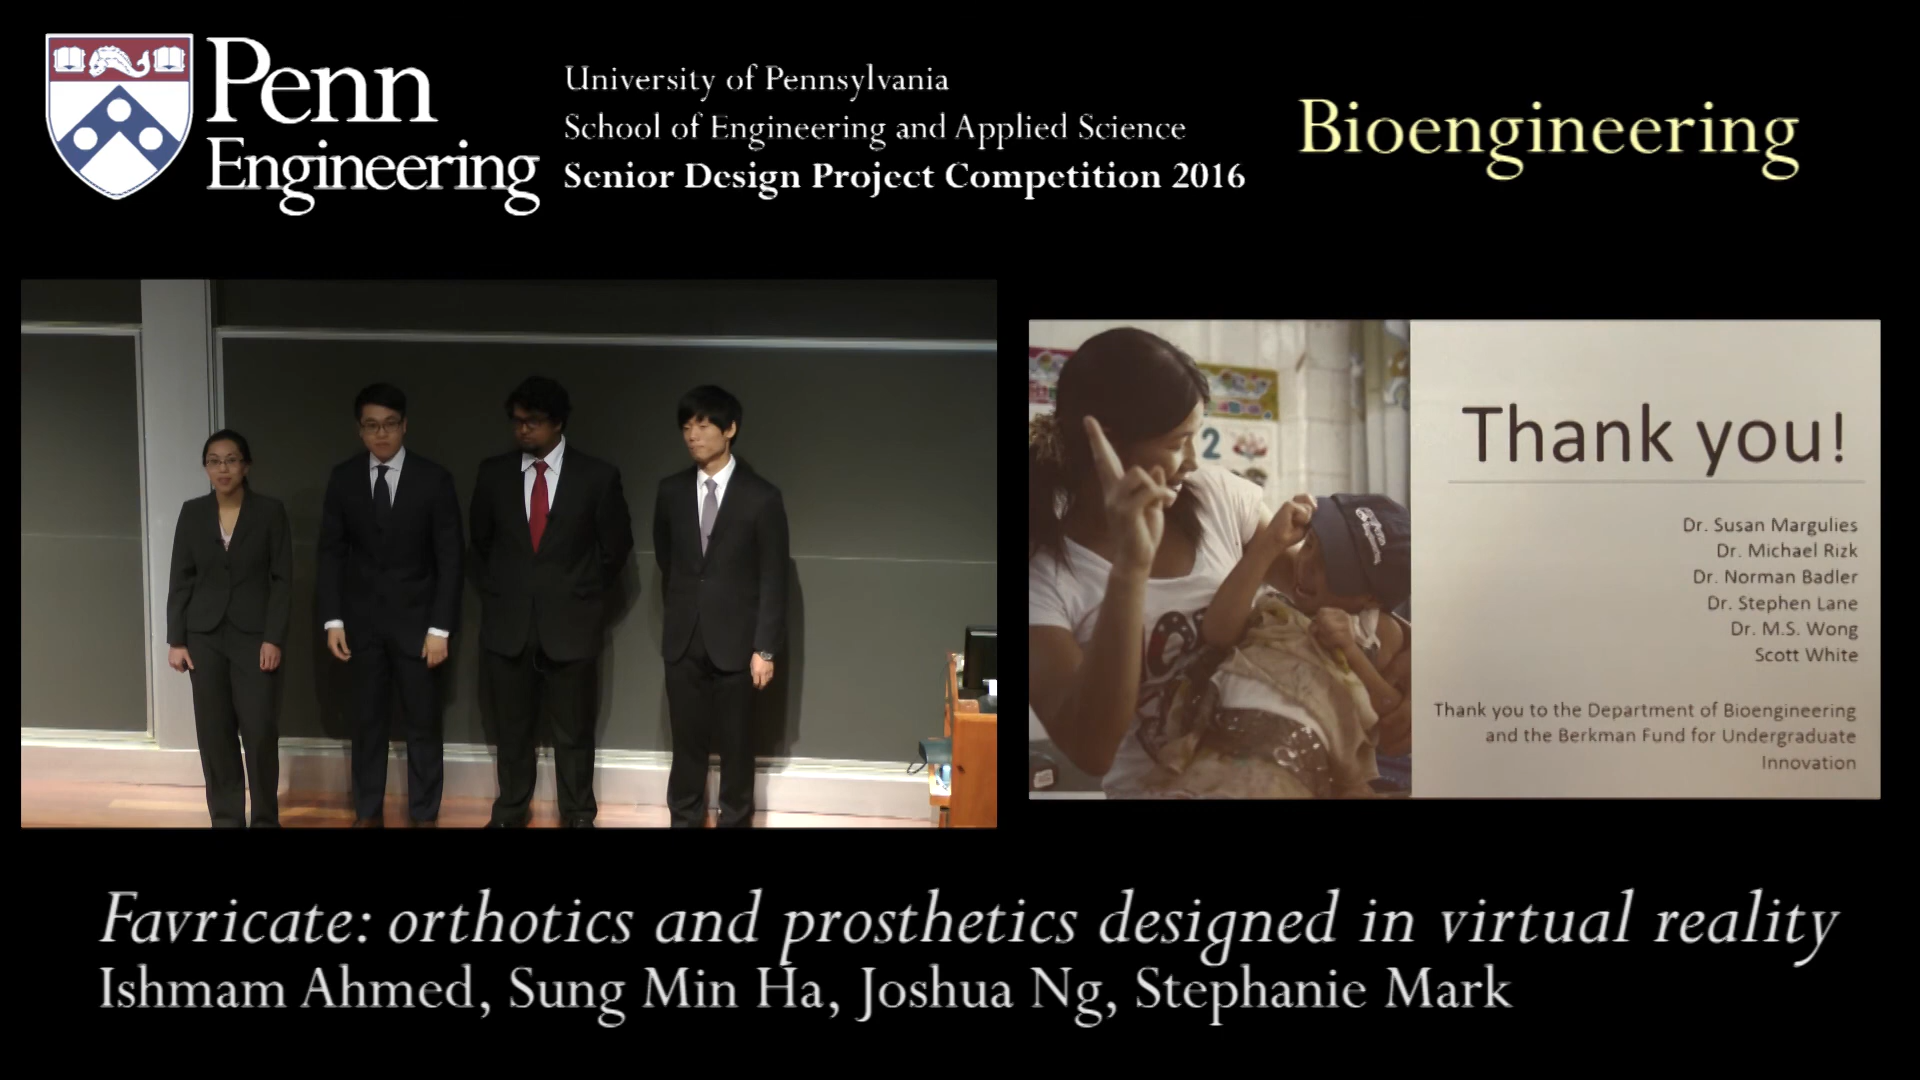 Penn
Engineering
University of Pennsylvania
School of Engineering and Applied Science
Senior Design Project Competition 2016
Bioengineering
2
Thank you!
Dr. Susan Margulies
Dr. Michael Rizk
Dr. Norman Badler
Dr. Stephen Lane
Dr. M.S. Wong
Scott White
Thank you to the Department of Bioengineering
and the Berkman Fund for Undergraduate
Innovation
Favricate: orthotics and prosthetics designed in virtual reality
Ishmam Ahmed, Sung Min Ha, Joshua Ng, Stephanie Mark